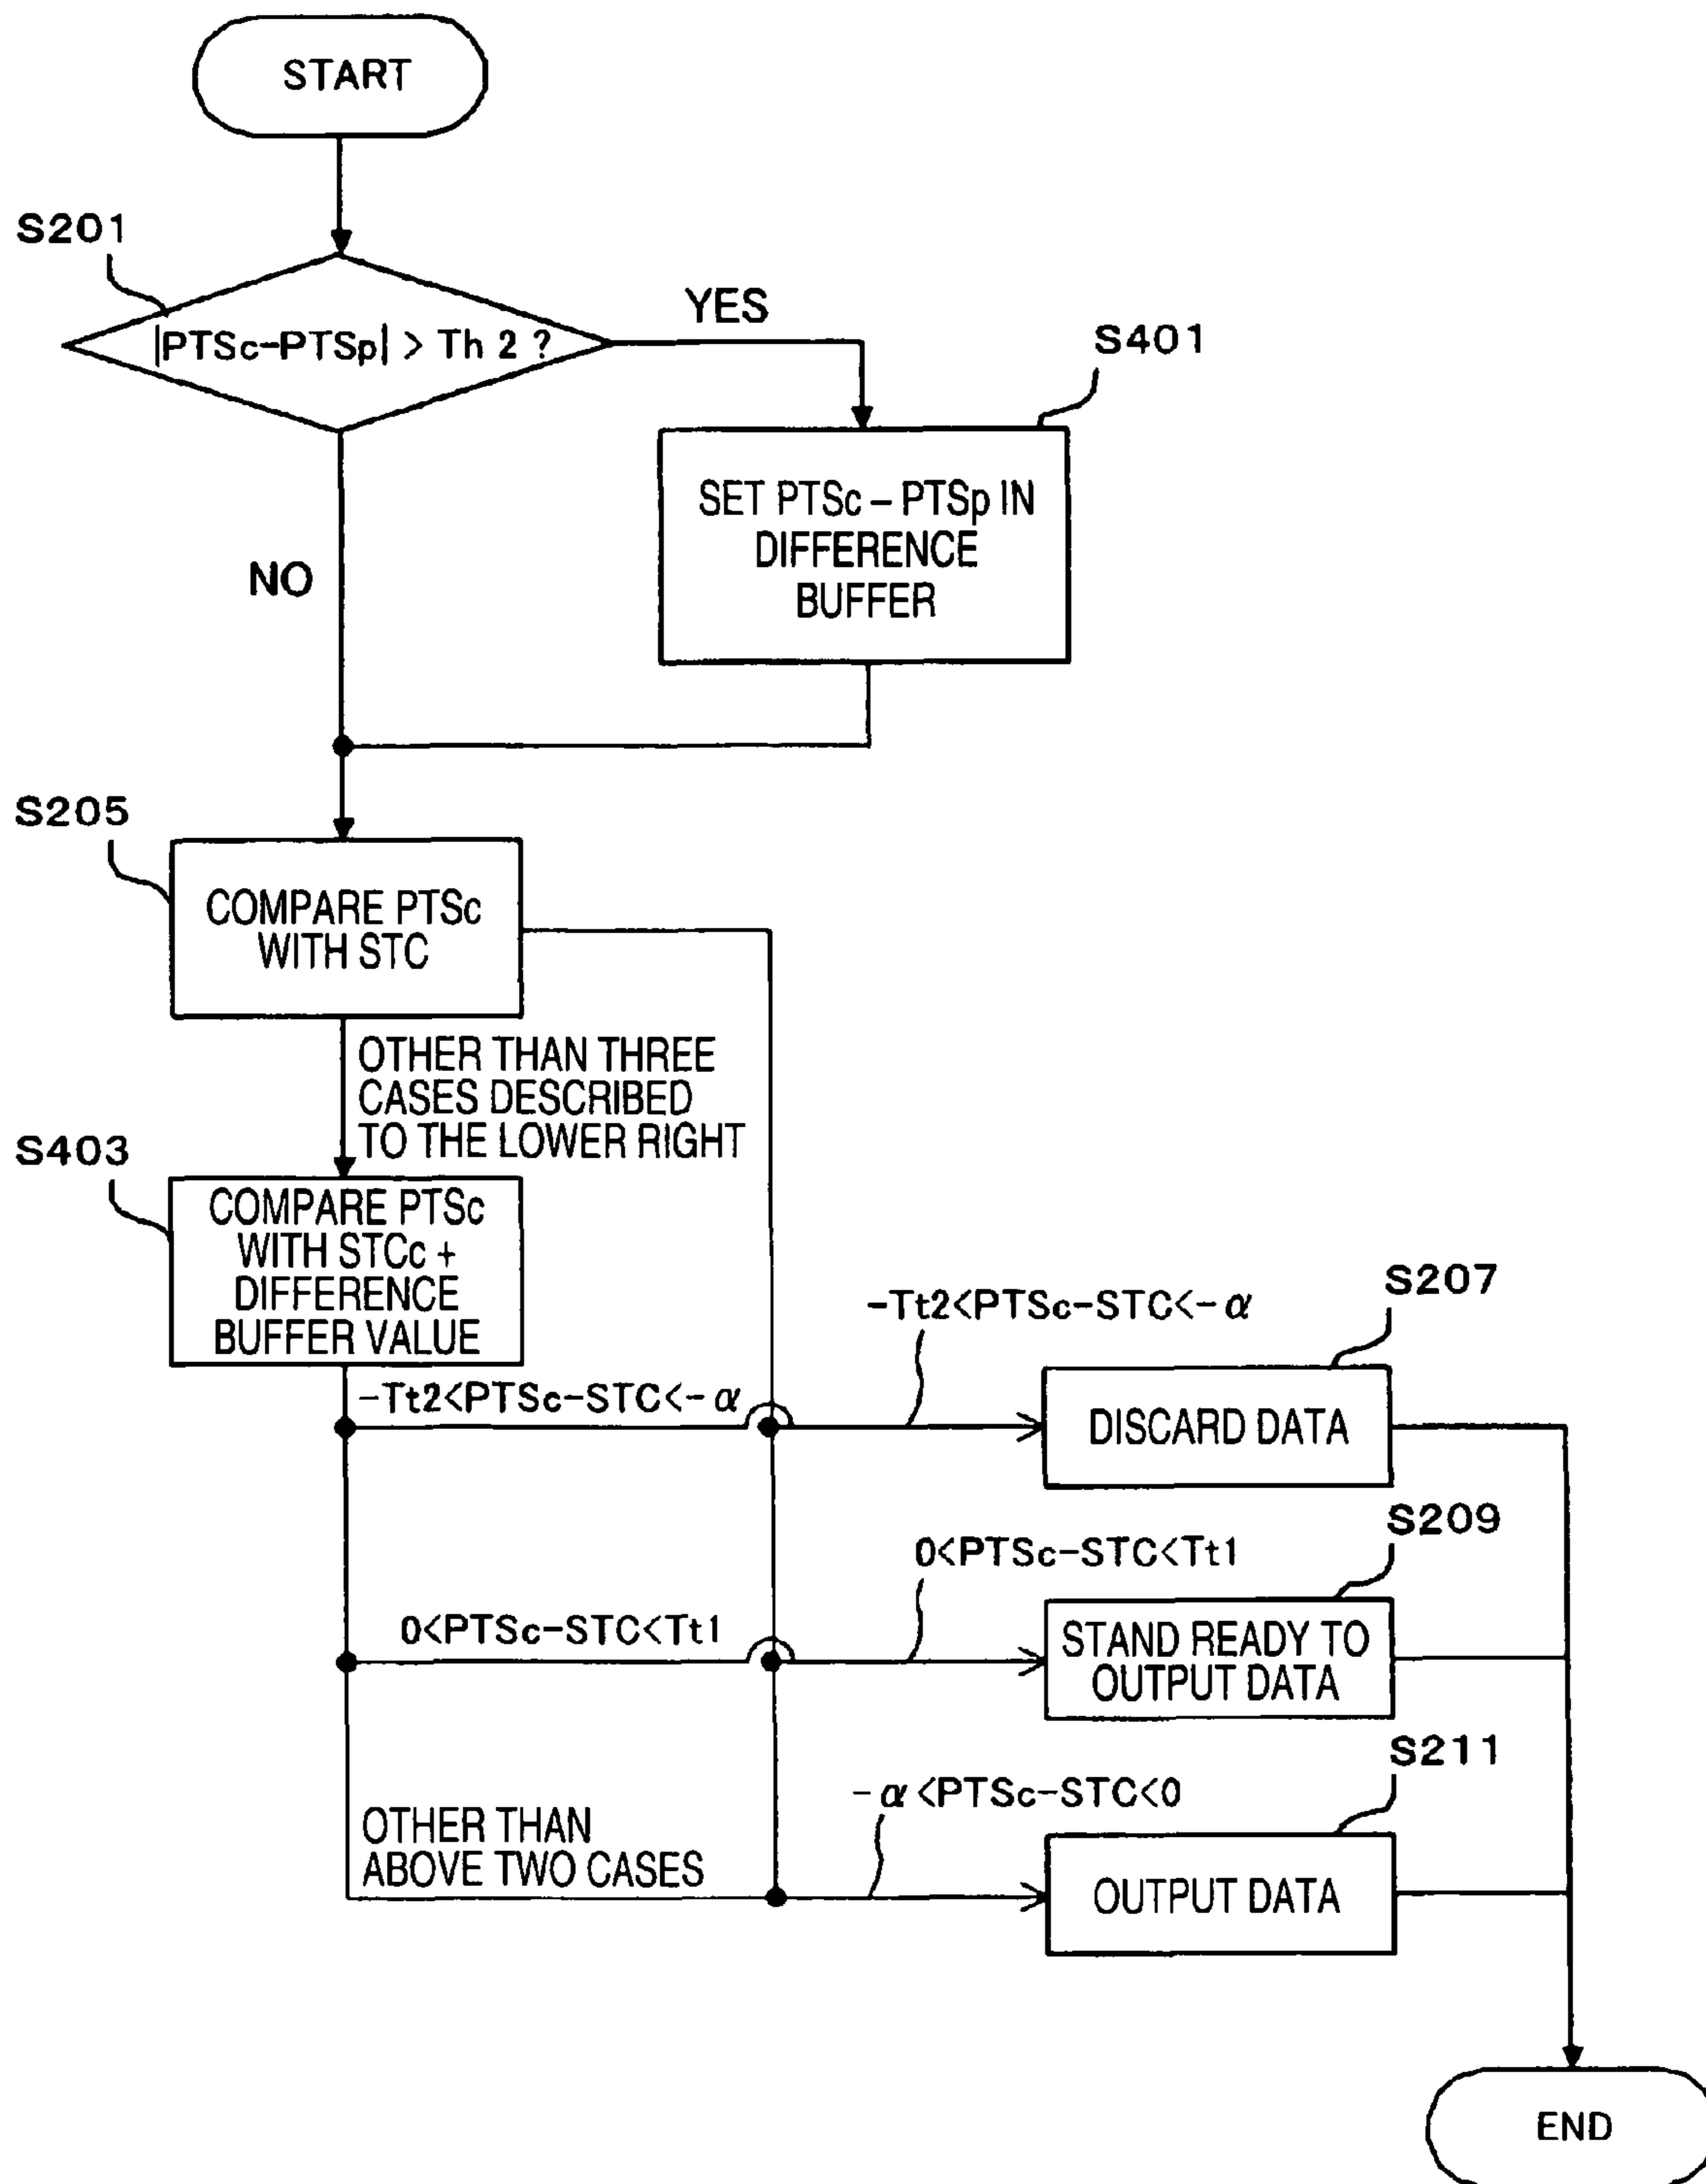 START
S201
|PTSc-PTSp| > Th 2 ?
YES
S401
SET PTSc – PTSp IN
DIFFERENCE
BUFFER
NO
S205
COMPARE PTSc
WITH STC
OTHER THAN THREE
CASES DESCRIBED
TO THE LOWER RIGHT
S403
COMPARE PTSc
WITH STCc +
DIFFERENCE
BUFFER VALUE
-Tt2<PTSc-STC<-α
-Tt2<PTSc-STC<-α
S207
DISCARD DATA
0<PTSc-STC<Tt1
0<PTSc-STC<Tt1
S209
STAND READY TO
OUTPUT DATA
OTHER THAN
ABOVE TWO CASES
-α<PTSc-STC<0
S211
OUTPUT DATA
END